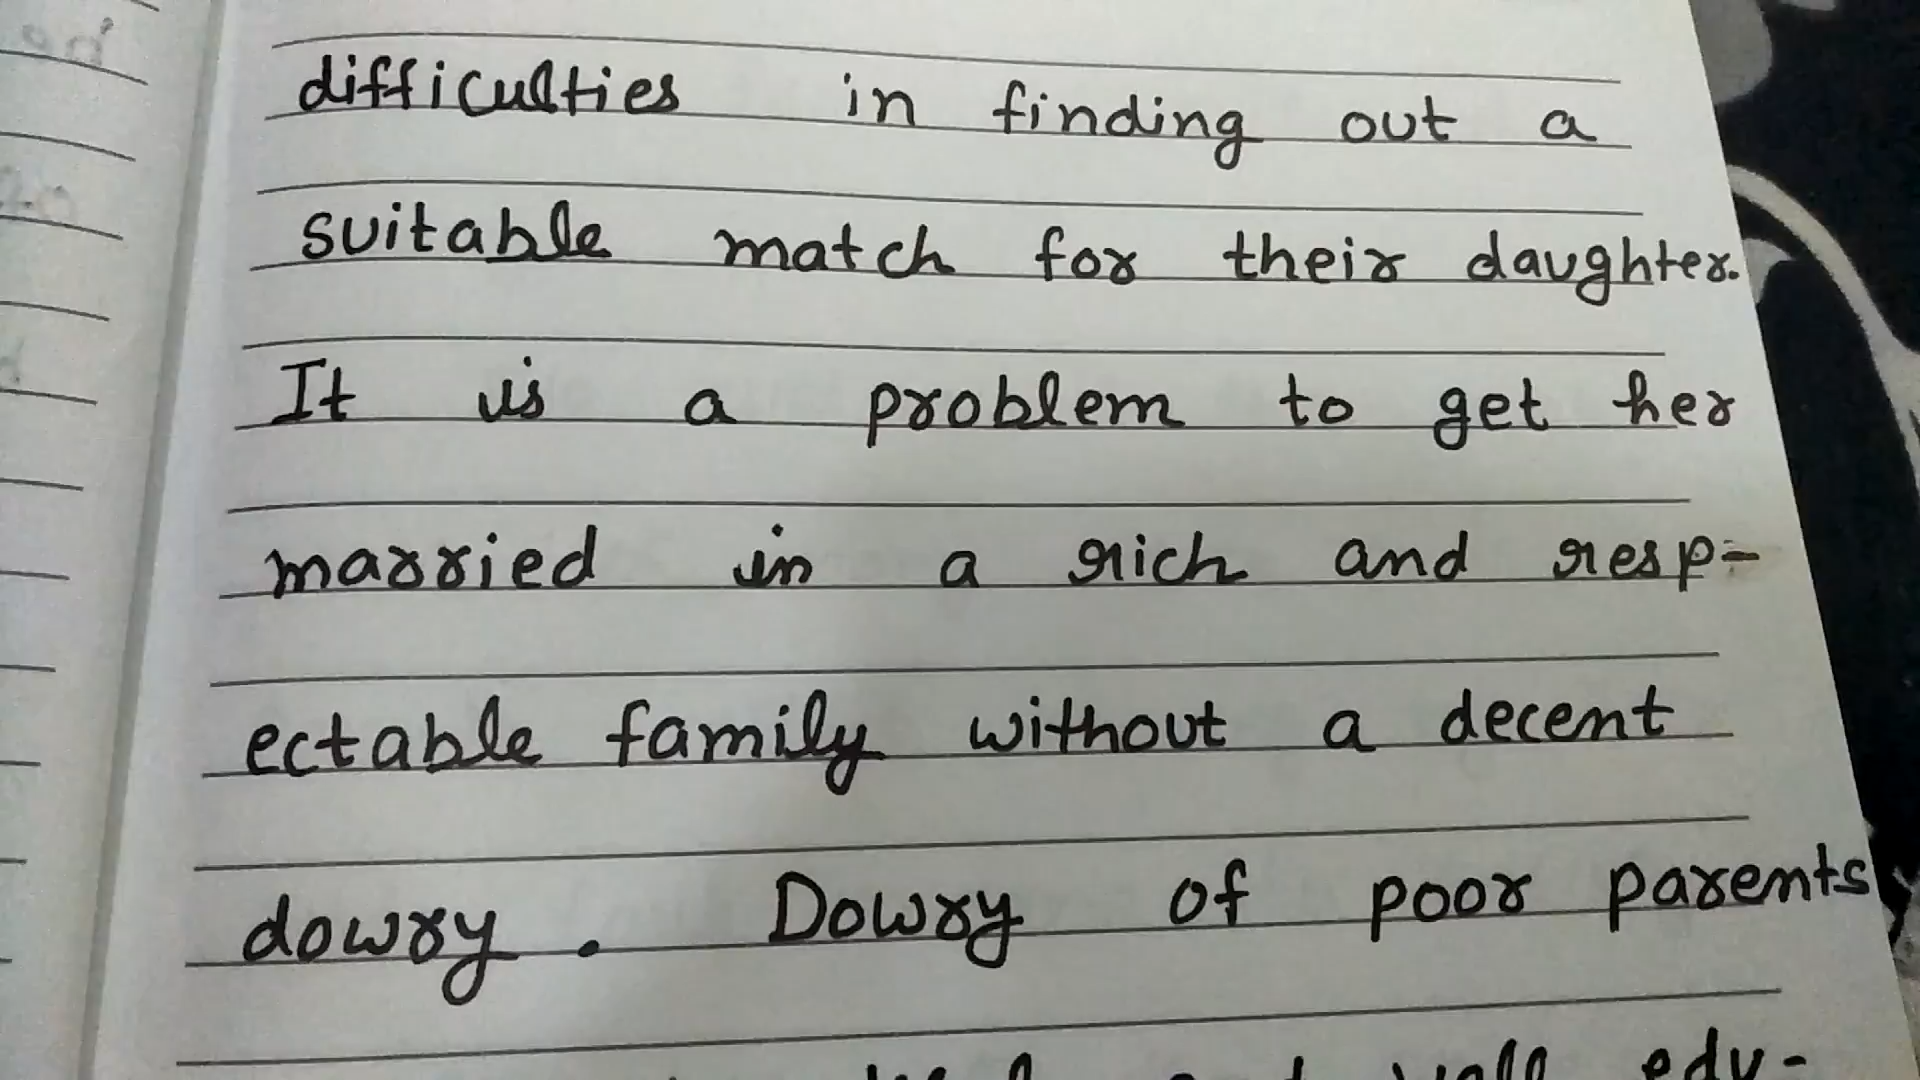 difficulties in finding out a
suitable match for their daughter.
It is a problem to get her
married in a rich and resp-
ectable family without a decent
dowry. Dowry of poor parents
edu-